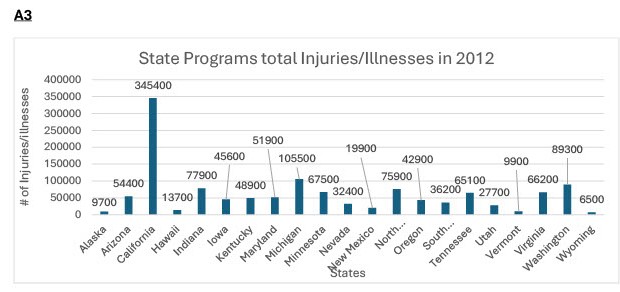 A3
State Programs total Injuries/Illnesses in 2012
# of Injuries/illnesses
400000
350000
300000
250000
200000
150000
100000
50000
0
9700
54400
345400
13700
77900
45600
48900
51900
105500
67500
32400
19900
75900
42900
36200
65100
27700
9900
66200
89300
6500
Alaska
Arizona
California
Hawaii
Indiana
Iowa
Kentucky
Maryland
Michigan
Minnesota
Nevada
New Mexico
North…
Oregon
South…
Tennessee
Utah
Vermont
Virginia
Washington
Wyoming
States